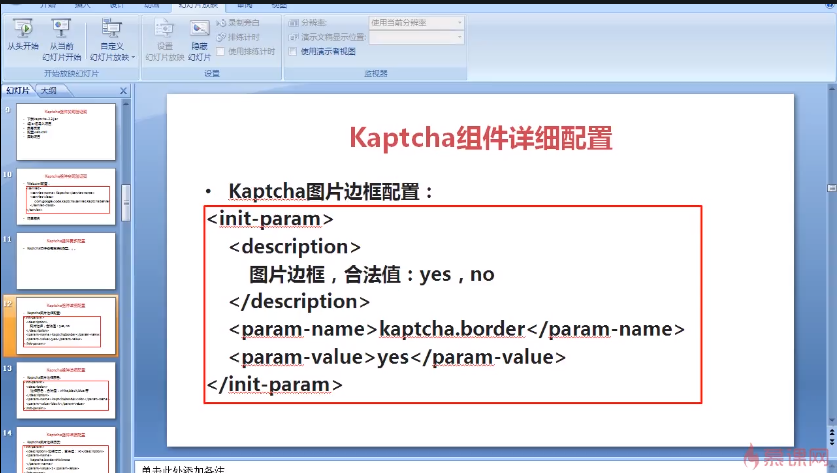 开始 插入 设计 动画 幻灯片放映 审阅 视图
从头开始
从当前
幻灯片开始
自定义
幻灯片放映
设置
幻灯片放映
隐藏
幻灯片
录制旁白
排练计时
使用排练计时
分辨率:
使用当前分辨率
演示文稿显示位置:
使用演示者视图
开始放映幻灯片
设置
监视器
幻灯片
大纲
9
10
11
12
13
14
Kaptcha组件详细配置
• Kaptcha图片边框配置：
<init-param>
<description>
图片边框，合法值：yes，no
</description>
<param-name>kaptcha.border</param-name>
<param-value>yes</param-value>
</init-param>
单击此处添加备注
慕课网